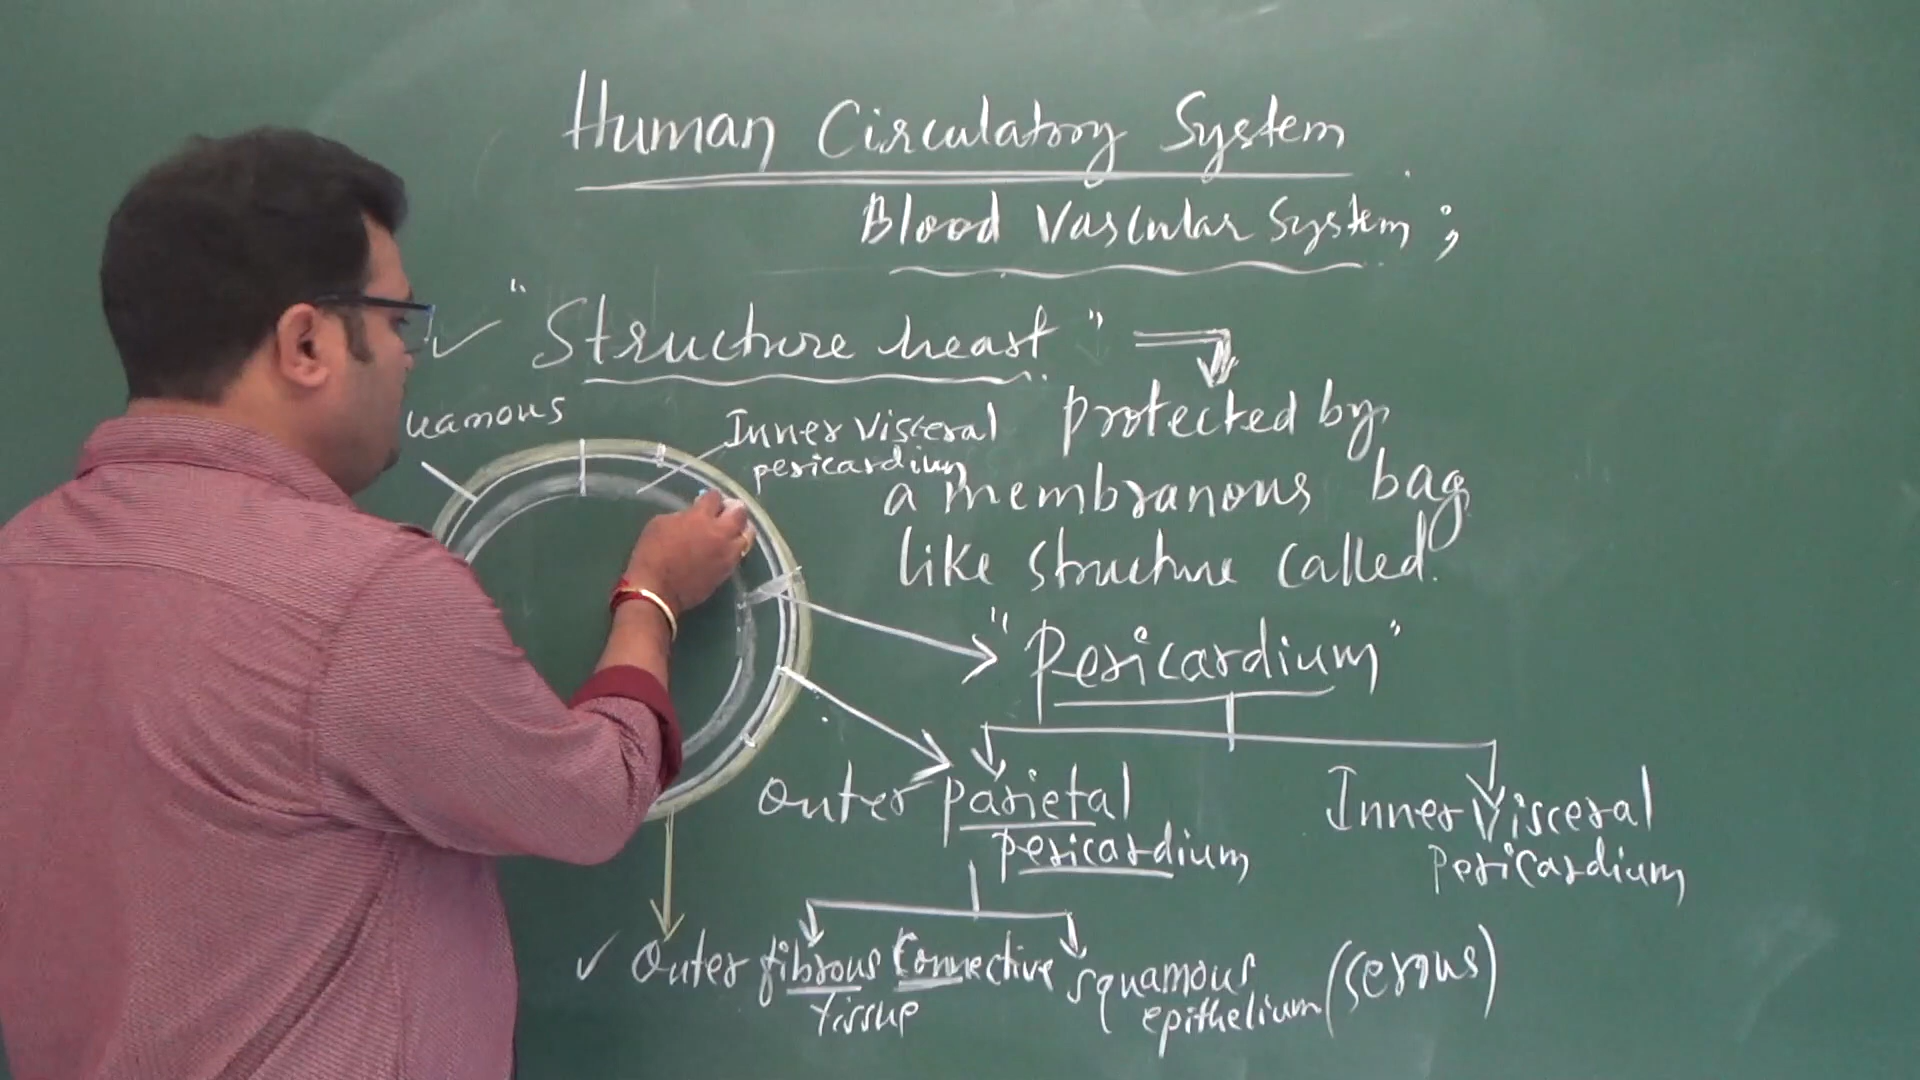 Human Circulatory System
Blood Vascular System ;
"Structure heart"
uamous
Inner Visceral
pericardium
protected by
a membranous bag
like structure called
"Pericardium"
Outer parietal
pericardium
Inner Visceral
pericardium
Outer fibrous Connective
tissue
Squamous
epithelium (serous)